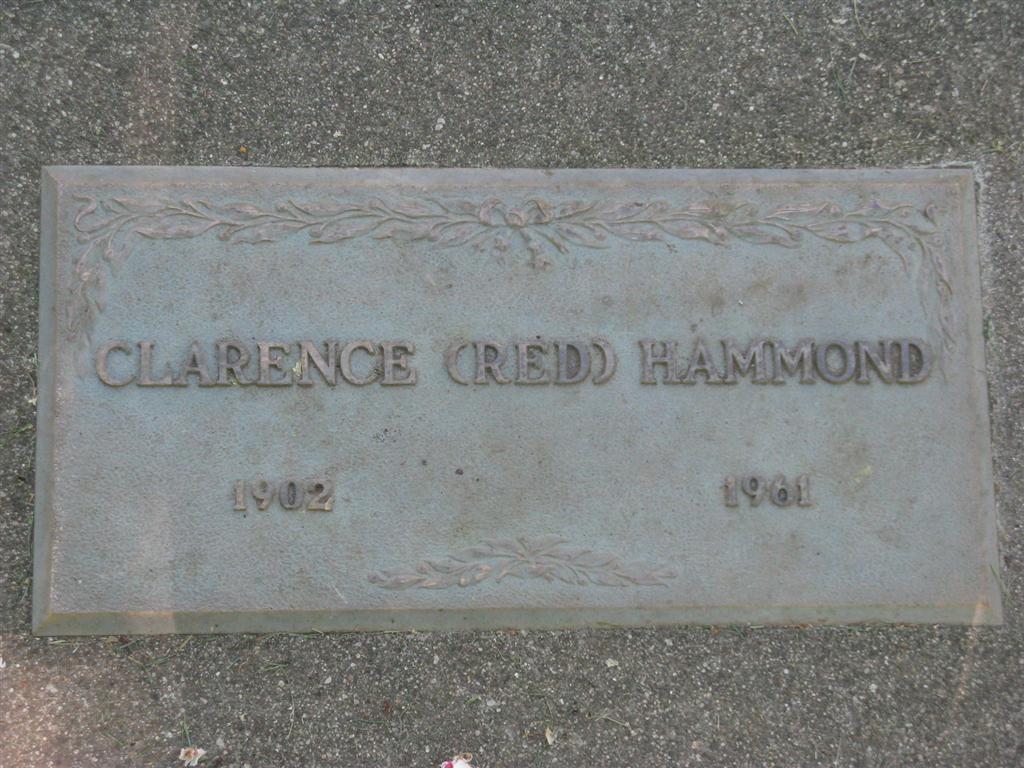 CLARENCE (RED) HAMMOND
1902 1961